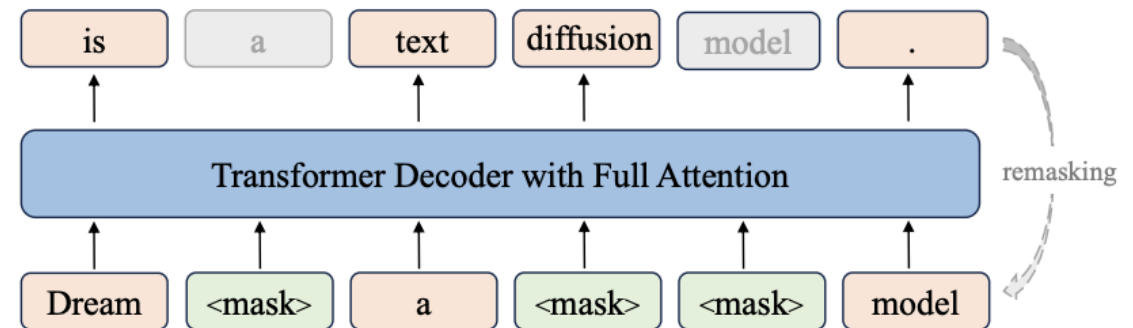 is a text diffusion model .
Transformer Decoder with Full Attention
remasking
Dream <mask> a <mask> <mask> model